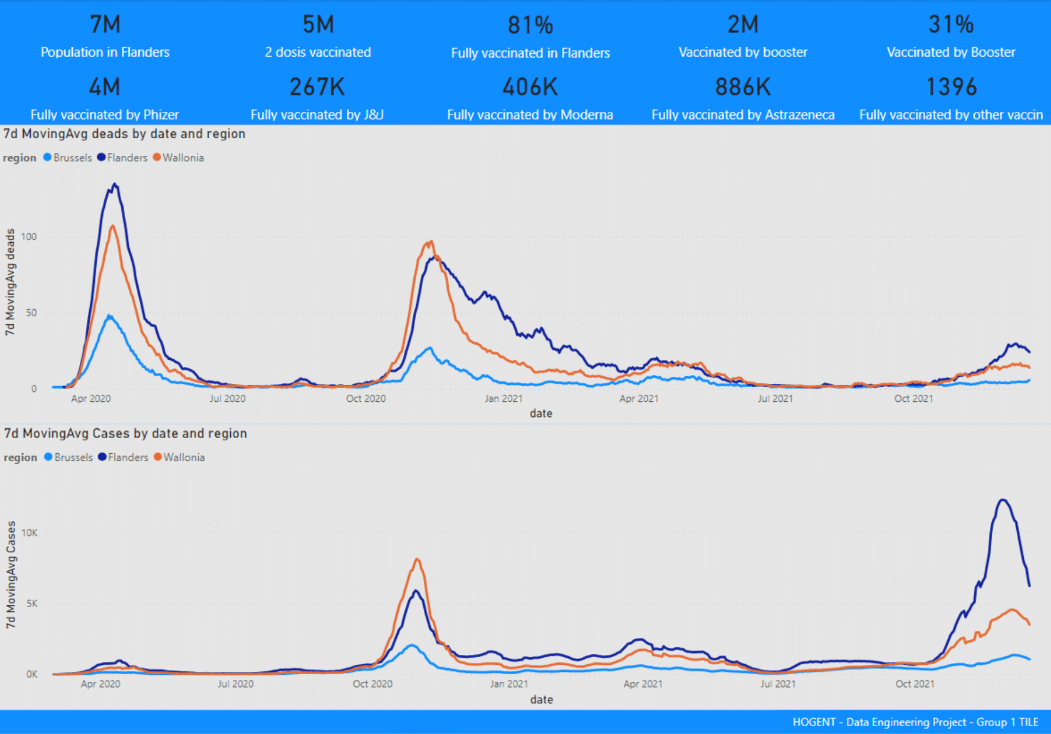 7M 5M 81% 2M 31%
Population in Flanders 2 dosis vaccinated Fully vaccinated in Flanders Vaccinated by booster Vaccinated by Booster
4M 267K 406K 886K 1396
Fully vaccinated by Phizer Fully vaccinated by J&J Fully vaccinated by Moderna Fully vaccinated by Astrazeneca Fully vaccinated by other vaccin
7d MovingAvg deads by date and region
region Brussels Flanders Wallonia
7d MovingAvg deads
100
50
0
Apr 2020 Jul 2020 Oct 2020 Jan 2021 Apr 2021 Jul 2021 Oct 2021
date
7d MovingAvg Cases by date and region
region Brussels Flanders Wallonia
7d MovingAvg Cases
10K
5K
0K
Apr 2020 Jul 2020 Oct 2020 Jan 2021 Apr 2021 Jul 2021 Oct 2021
date
HOGENT - Data Engineering Project - Group 1 TILE